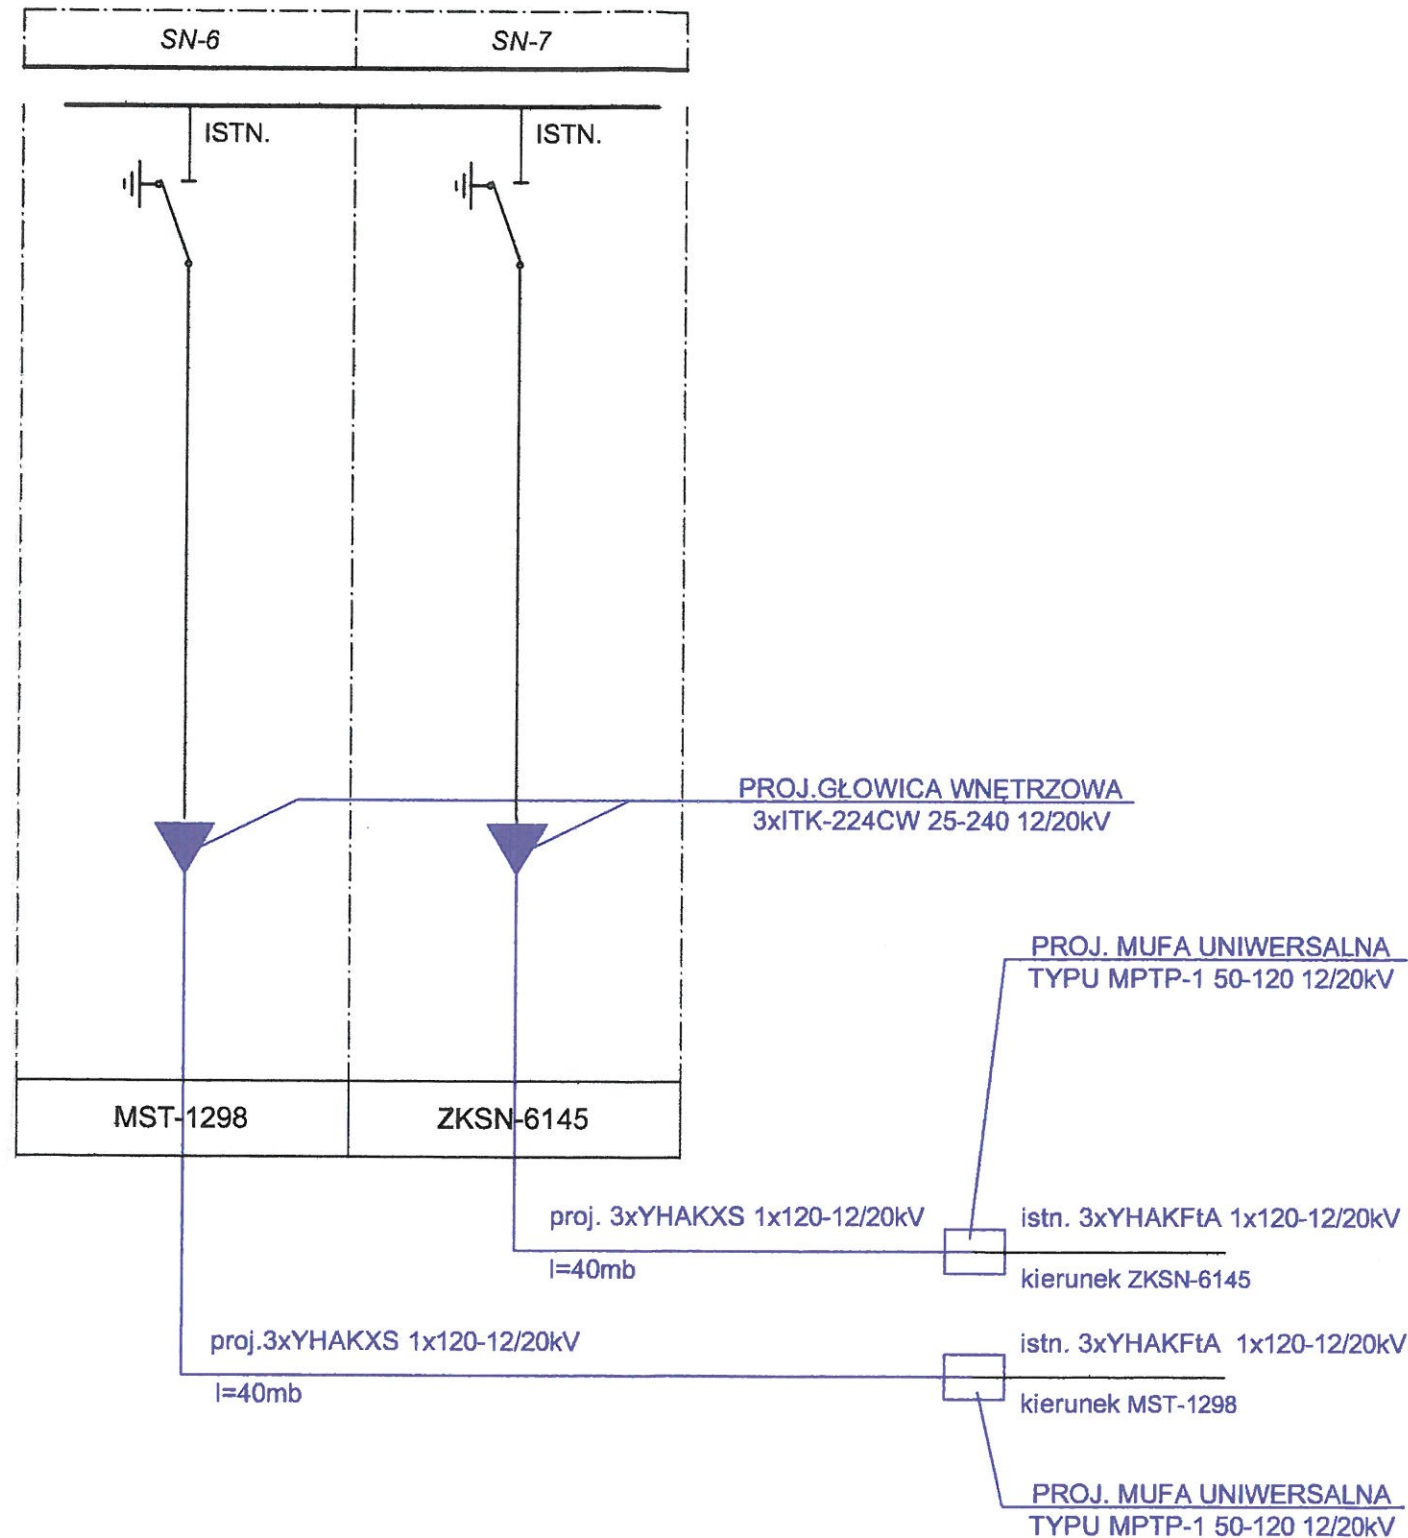 SN-6
SN-7
ISTN.
ISTN.
PROJ.GŁOWICA WNĘTRZOWA
3xITK-224CW 25-240 12/20kV
PROJ. MUFA UNIWERSALNA
TYPU MPTP-1 50-120 12/20kV
MST-1298
ZKSN-6145
proj. 3xYHAKXS 1x120-12/20kV
l=40mb
istn. 3xYHAKFtA 1x120-12/20kV
kierunek ZKSN-6145
proj.3xYHAKXS 1x120-12/20kV
l=40mb
istn. 3xYHAKFtA 1x120-12/20kV
kierunek MST-1298
PROJ. MUFA UNIWERSALNA
TYPU MPTP-1 50-120 12/20kV